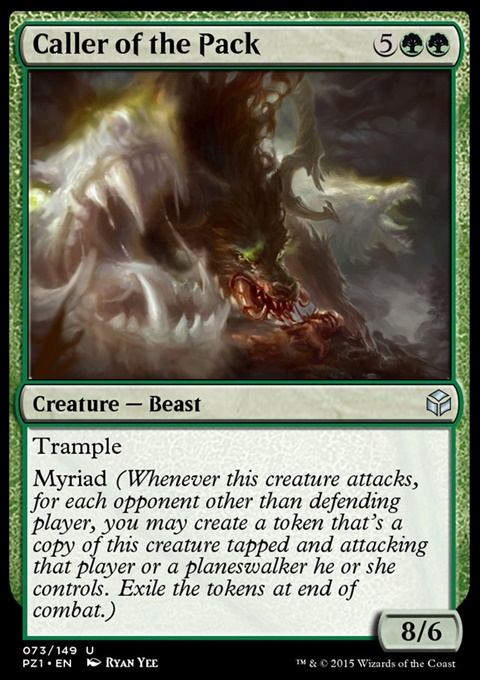 Caller of the Pack 5
Creature — Beast
Trample
Myriad (Whenever this creature attacks,
for each opponent other than defending
player, you may create a token that's a
copy of this creature tapped and attacking
that player or a planeswalker he or she
controls. Exile the tokens at end of
combat.)
8/6
073/149 U
PZ1 • EN Ryan Yee
™ & © 2015 Wizards of the Coast